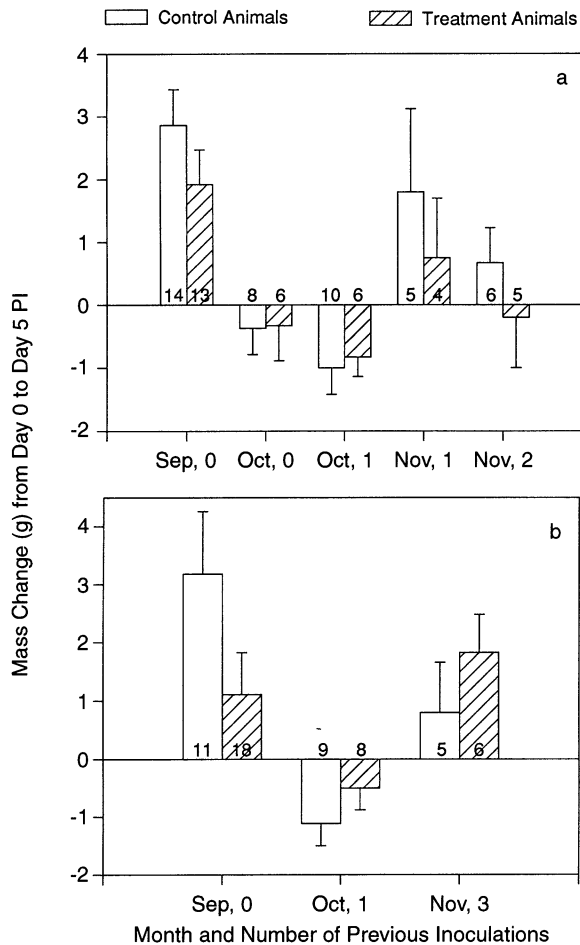 Control Animals Treatment Animals
a
4
3
2
1
0
-1
-2
14 13 8 6 10 6 5 4 6 5
Sep, 0 Oct, 0 Oct, 1 Nov, 1 Nov, 2
Mass Change (g) from Day 0 to Day 5 PI
b
4
3
2
1
0
-1
-2
11 18 9 8 5 6
Sep, 0 Oct, 1 Nov, 3
Month and Number of Previous Inoculations